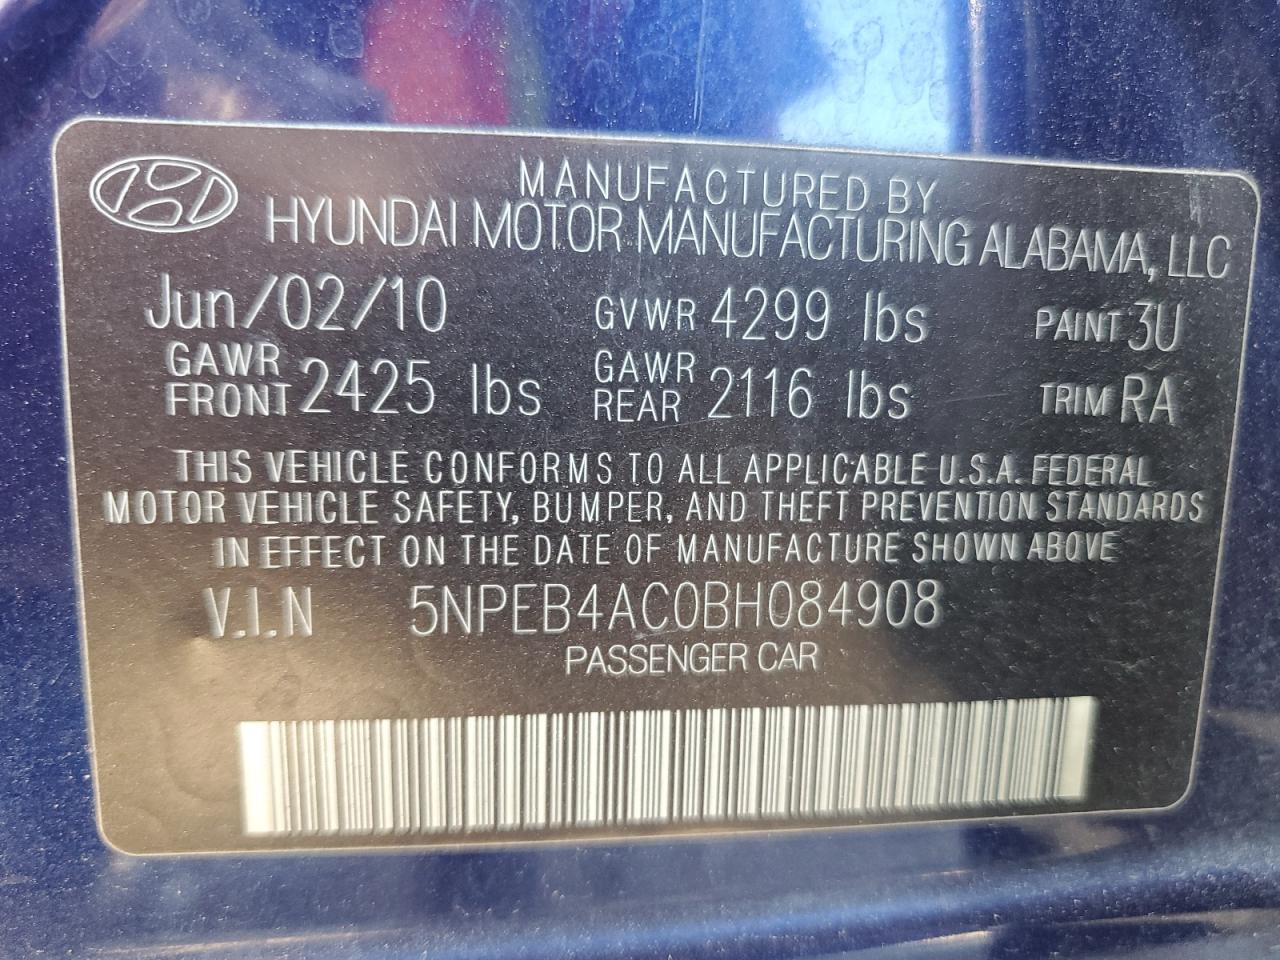 MANUFACTURED BY
HYUNDAI MOTOR MANUFACTURING ALABAMA, LLC
Jun/02/10 GVWR 4299 lbs PAINT 3U
GAWR FRONT 2425 lbs GAWR REAR 2116 lbs TRIM RA
THIS VEHICLE CONFORMS TO ALL APPLICABLE U.S.A. FEDERAL
MOTOR VEHICLE SAFETY, BUMPER, AND THEFT PREVENTION STANDARDS
IN EFFECT ON THE DATE OF MANUFACTURE SHOWN ABOVE
V.I.N 5NPEB4AC0BH084908
PASSENGER CAR